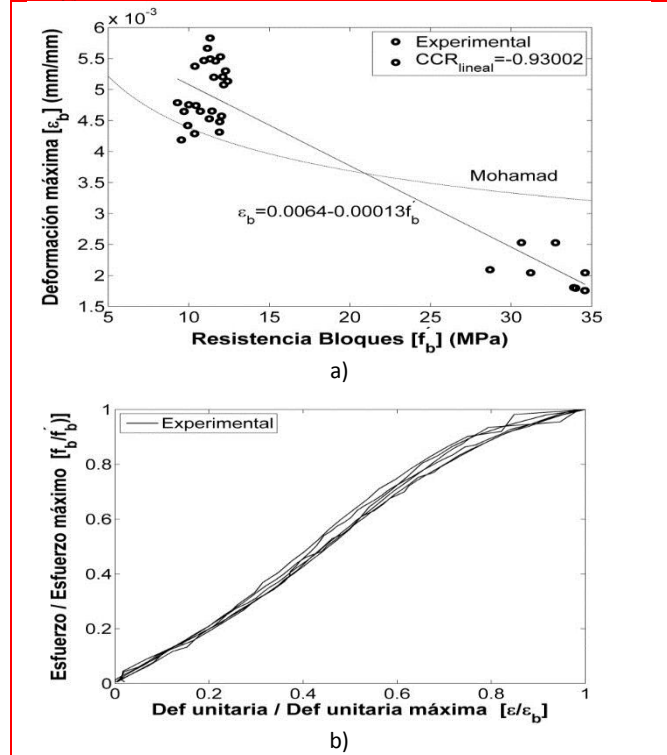 × 10⁻³
6
5.5
5
4.5
4
3.5
3
2.5
2
1.5
Deformación máxima [ε_b] (mm/mm)
Experimental
CCR_lineal=-0.93002
Mohamad
ε_b=0.0064-0.00013f´_b
5 10 15 20 25 30 35
Resistencia Bloques [f´_b] (MPa)
a)
1
0.8
0.6
0.4
0.2
0
Esfuerzo / Esfuerzo máximo [f_b/f´_b)]
Experimental
0 0.2 0.4 0.6 0.8 1
Def unitaria / Def unitaria máxima [ε/ε_b]
b)